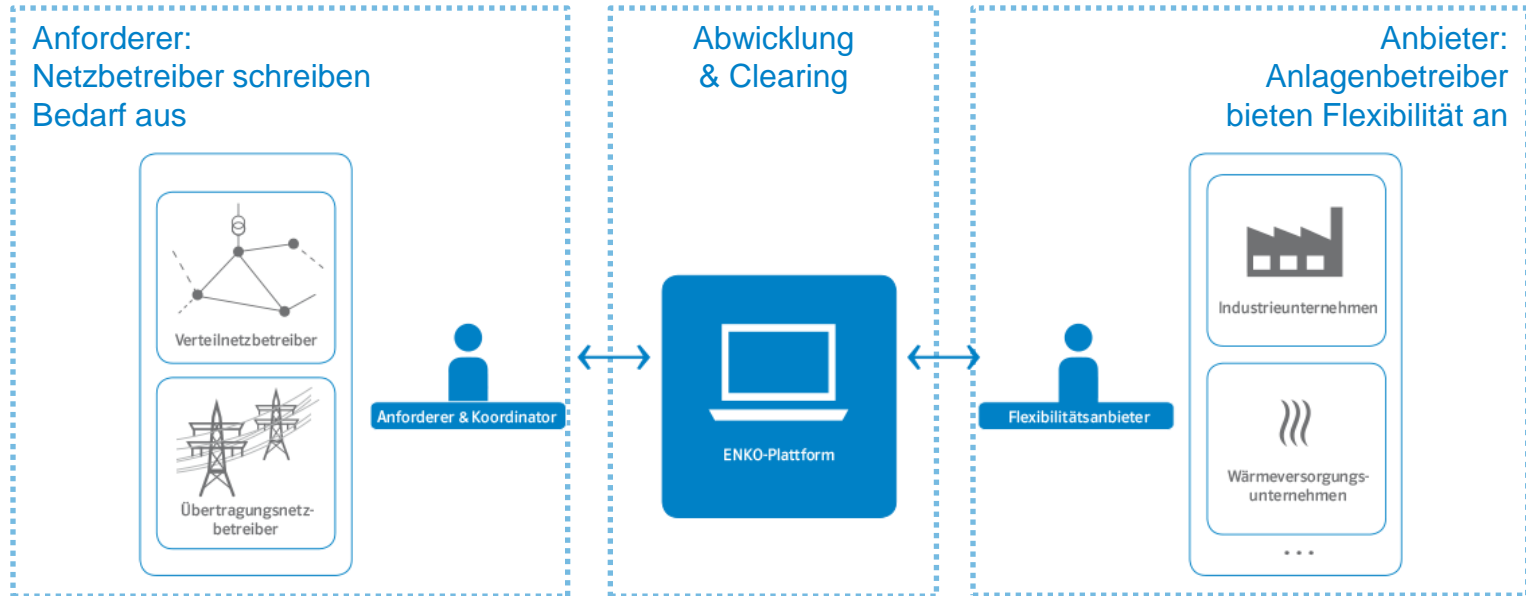 Anforderer:
Netzbetreiber schreiben
Bedarf aus
Verteilnetzbetreiber
Übertragungsnetz-
betreiber
Anforderer & Koordinator
Abwicklung
& Clearing
ENKO-Plattform
Anbieter:
Anlagenbetreiber
bieten Flexibilität an
Flexibilitätsanbieter
Industrieunternehmen
Wärmeversorgungs-
unternehmen
...